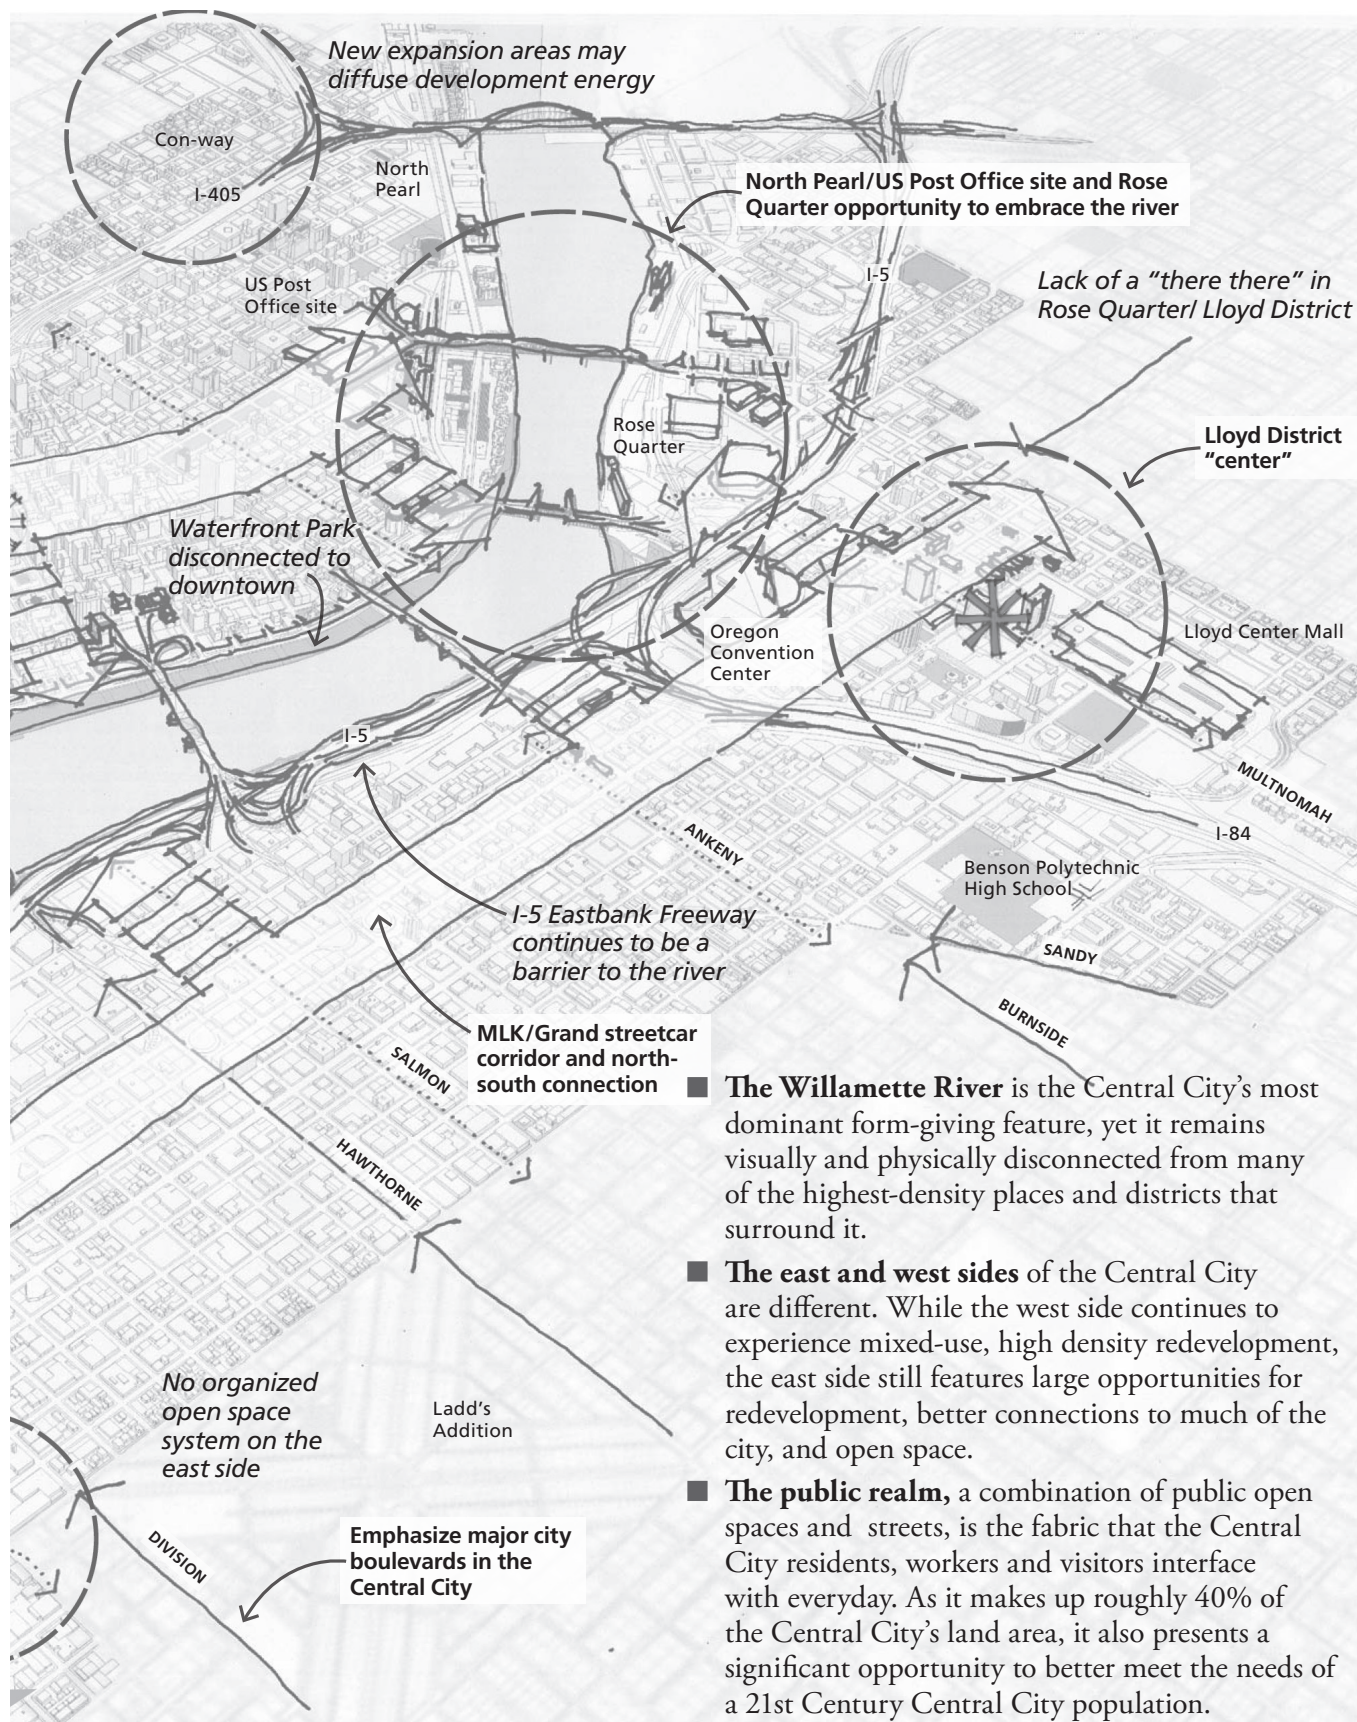 New expansion areas may
diffuse development energy
Con-way
I-405
North
Pearl
North Pearl/US Post Office site and Rose
Quarter opportunity to embrace the river
US Post
Office site
I-5
Lack of a “there there” in
Rose Quarter/ Lloyd District
Rose
Quarter
Lloyd District
“center”
Waterfront Park
disconnected to
downtown
Oregon
Convention
Center
Lloyd Center Mall
I-5
MULTNOMAH
I-84
ANKENY
Benson Polytechnic
High School
I-5 Eastbank Freeway
continues to be a
barrier to the river
SANDY
BURNSIDE
MLK/Grand streetcar
corridor and north-
south connection
SALMON
HAWTHORNE
■ The Willamette River is the Central City’s most
dominant form-giving feature, yet it remains
visually and physically disconnected from many
of the highest-density places and districts that
surround it.
■ The east and west sides of the Central City
are different. While the west side continues to
experience mixed-use, high density redevelopment,
the east side still features large opportunities for
redevelopment, better connections to much of the
city, and open space.
■ The public realm, a combination of public open
spaces and streets, is the fabric that the Central
City residents, workers and visitors interface
with everyday. As it makes up roughly 40% of
the Central City’s land area, it also presents a
significant opportunity to better meet the needs of
a 21st Century Central City population.
No organized
open space
system on the
east side
Ladd’s
Addition
DIVISION
Emphasize major city
boulevards in the
Central City